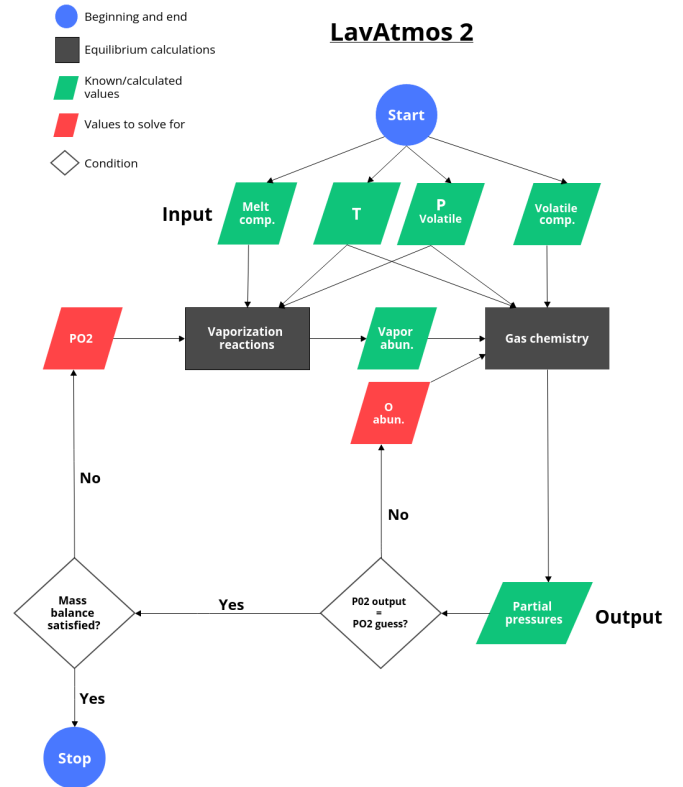 LavAtmos 2
Beginning and end
Equilibrium calculations
Known/calculated
values
Values to solve for
Condition
Start
Input
Melt
comp.
T
P
Volatile
Volatile
comp.
PO2
Vaporization
reactions
Vapor
abun.
Gas chemistry
O
abun.
No
No
Mass
balance
satisfied?
Yes
P02 output
=
PO2 guess?
Partial
pressures
Output
Yes
Stop